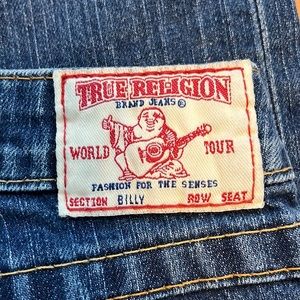 TRUE RELIGION
BRAND JEANS®
WORLD TOUR
FASHION FOR THE SENSES
SECTION BILLY ROW SEAT